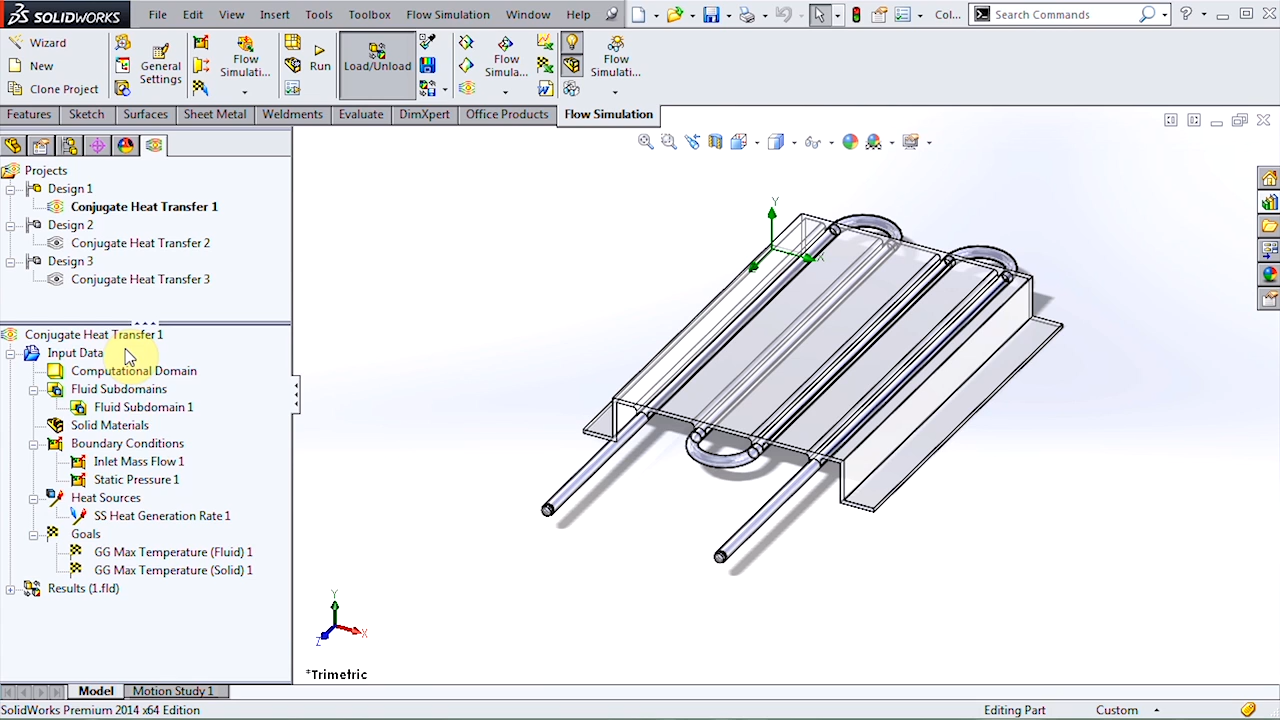 SOLIDWORKS File Edit View Insert Tools Toolbox Flow Simulation Window Help Col... Search Commands
Wizard
New
Clone Project
General
Settings
Flow
Simulati...
Run
Load/Unload
Flow
Simula...
Flow
Simulati...
Features Sketch Surfaces Sheet Metal Weldments Evaluate DimXpert Office Products Flow Simulation
Projects
Design 1
Conjugate Heat Transfer 1
Design 2
Conjugate Heat Transfer 2
Design 3
Conjugate Heat Transfer 3
Conjugate Heat Transfer 1
Input Data
Computational Domain
Fluid Subdomains
Fluid Subdomain 1
Solid Materials
Boundary Conditions
Inlet Mass Flow 1
Static Pressure 1
Heat Sources
SS Heat Generation Rate 1
Goals
GG Max Temperature (Fluid) 1
GG Max Temperature (Solid) 1
Results (1.fld)
Y
X
Y
X
Z
*Trimetric
Model Motion Study 1
SolidWorks Premium 2014 x64 Edition Editing Part Custom